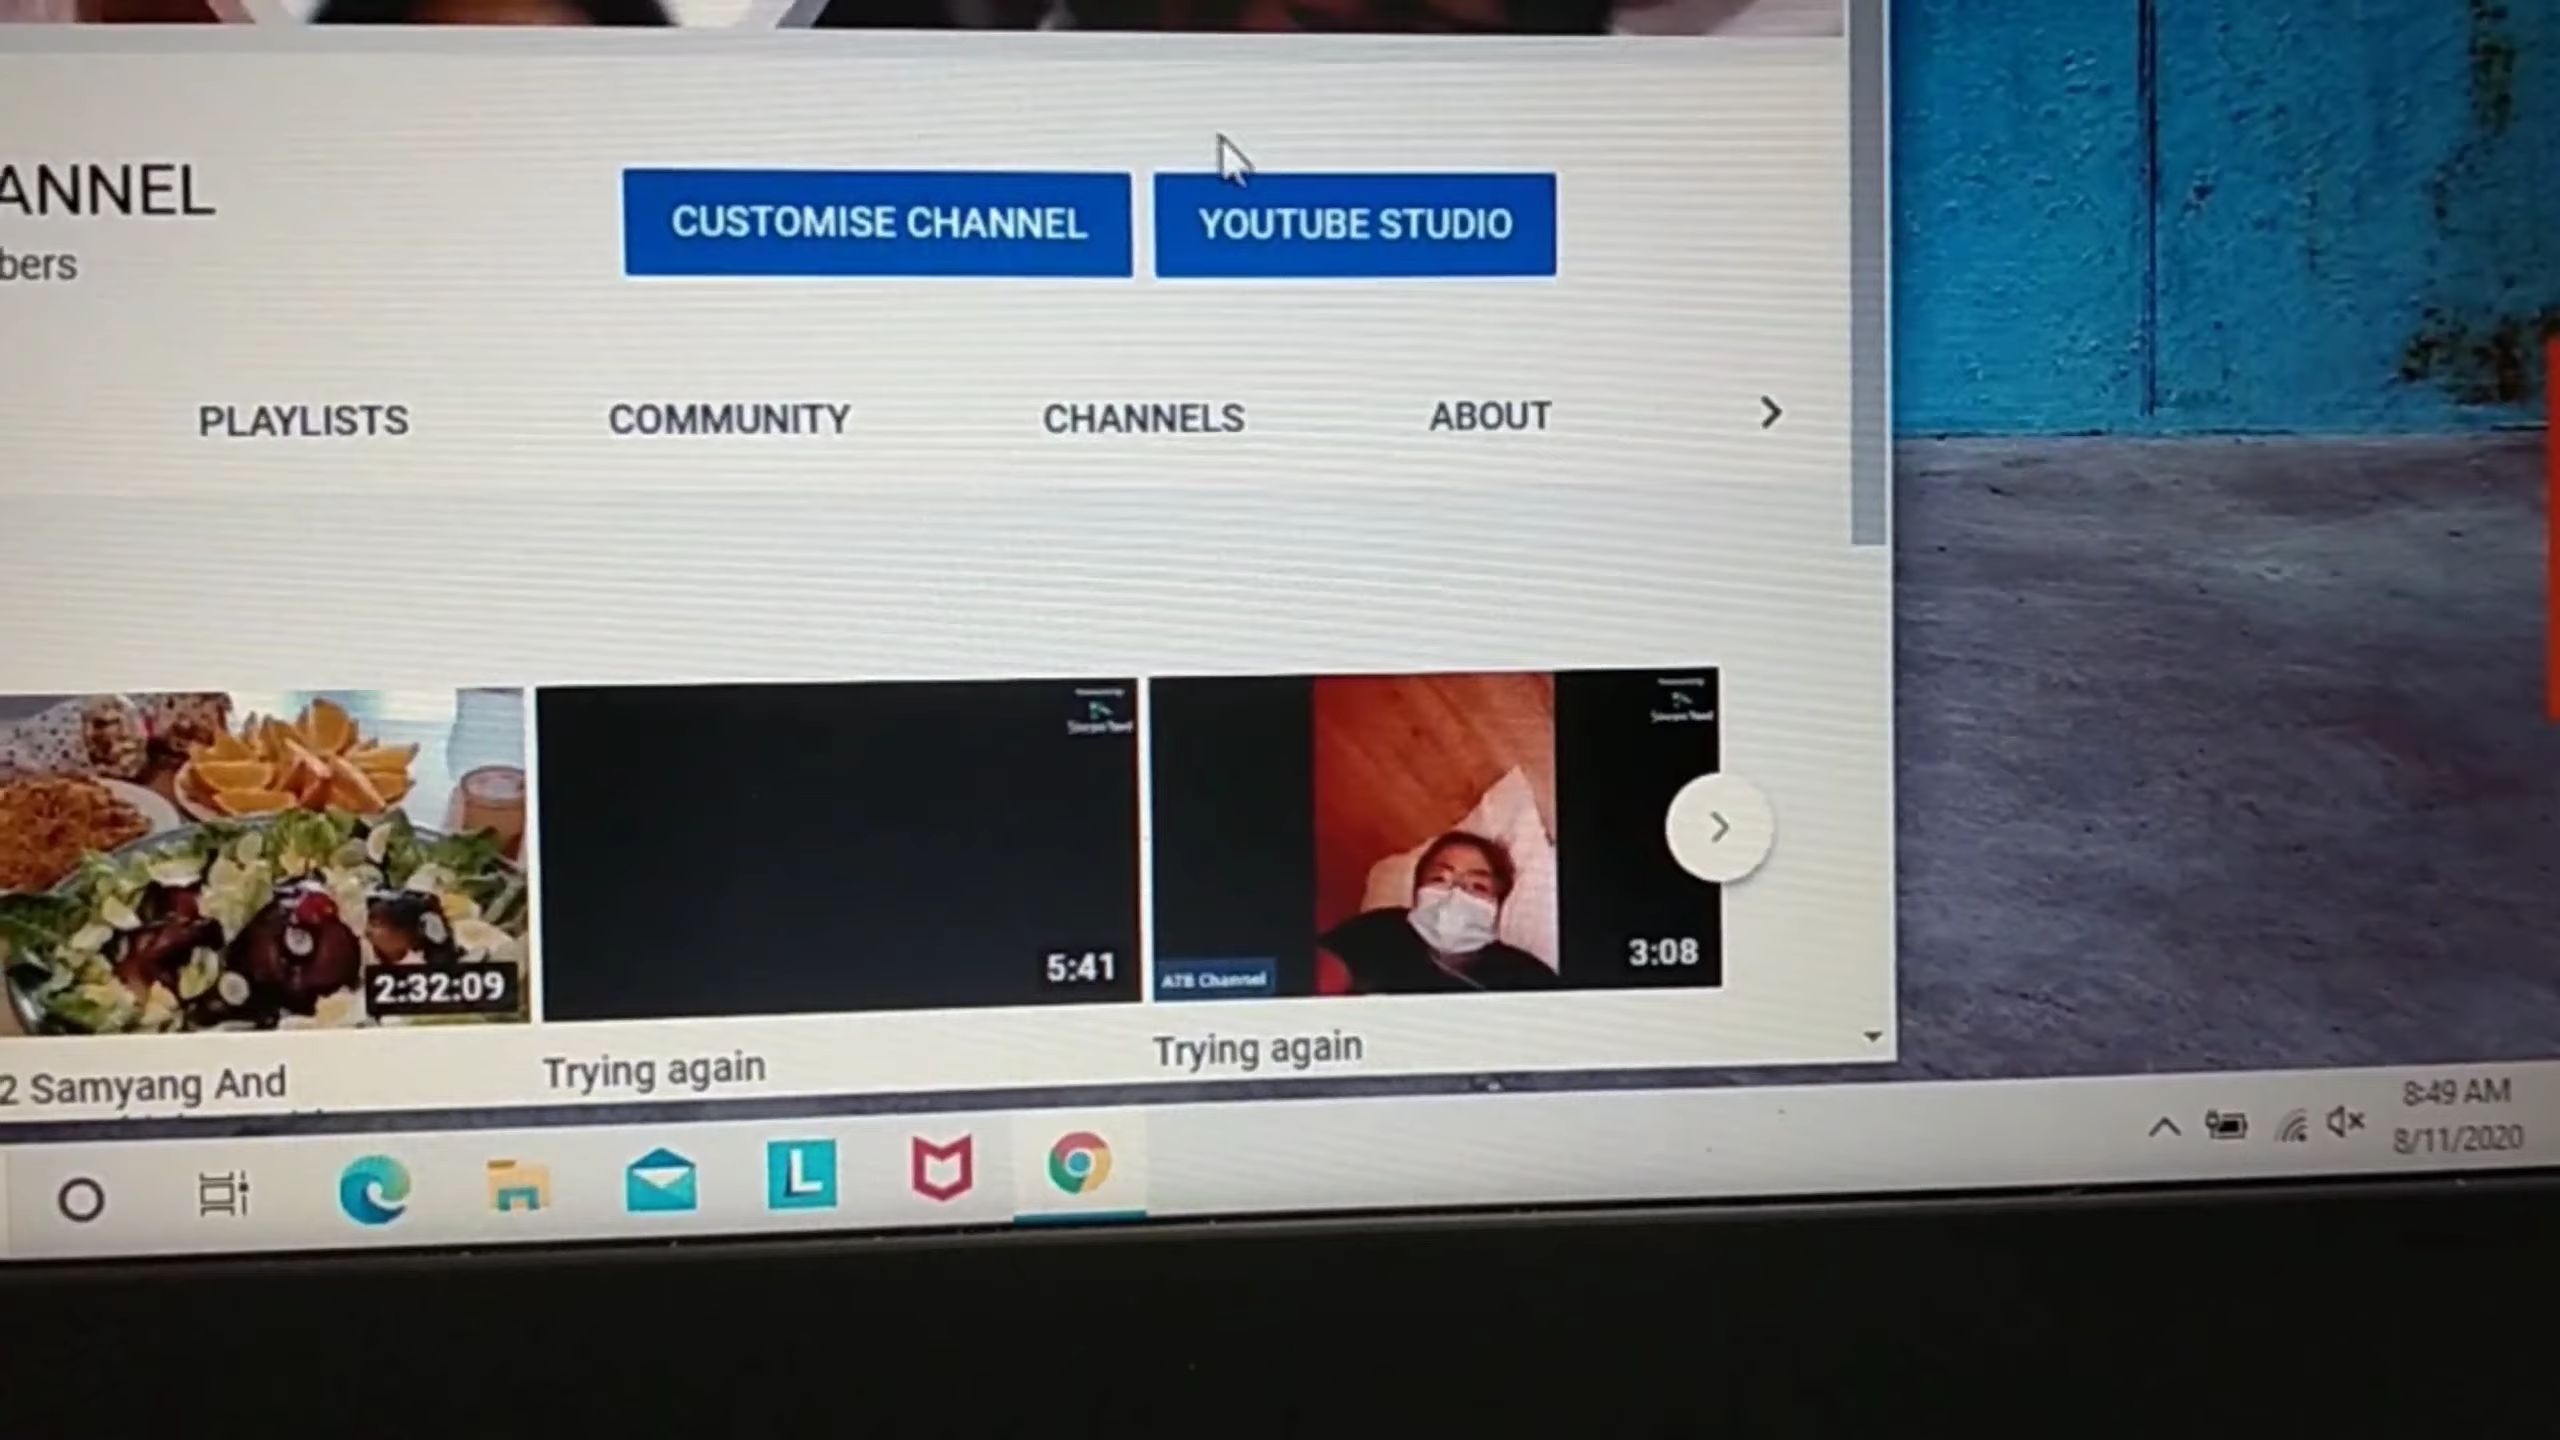 ANNEL
bers
CUSTOMISE CHANNEL
YOUTUBE STUDIO
PLAYLISTS
COMMUNITY
CHANNELS
ABOUT
2:32:09
5:41
ATB Channel
3:08
2 Samyang And
Trying again
Trying again
L
8:49 AM
8/11/2020